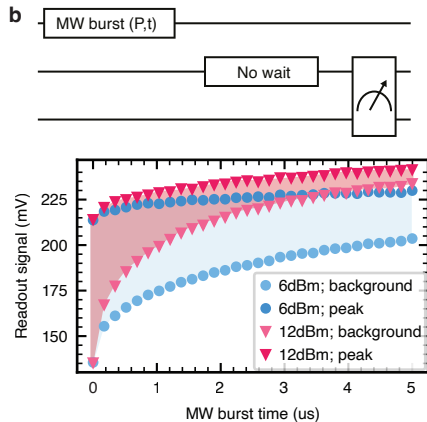 b
MW burst (P,t)
No wait
Readout signal (mV)
225
200
175
150
6dBm; background
6dBm; peak
12dBm; background
12dBm; peak
0 1 2 3 4 5
MW burst time (us)